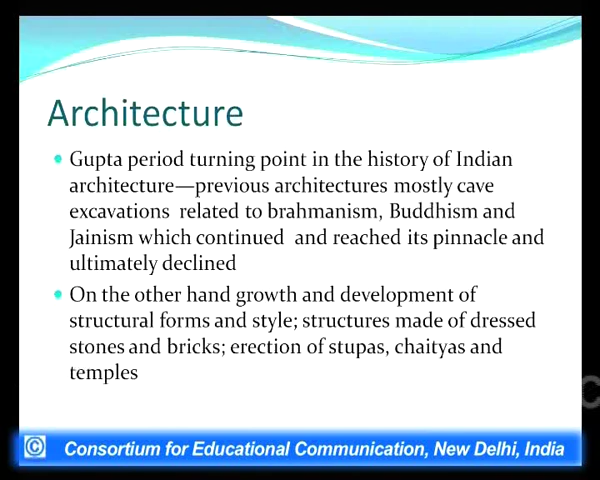 Architecture
Gupta period turning point in the history of Indian
architecture—previous architectures mostly cave
excavations related to brahmanism, Buddhism and
Jainism which continued and reached its pinnacle and
ultimately declined
On the other hand growth and development of
structural forms and style; structures made of dressed
stones and bricks; erection of stupas, chaityas and
temples
© Consortium for Educational Communication, New Delhi, India